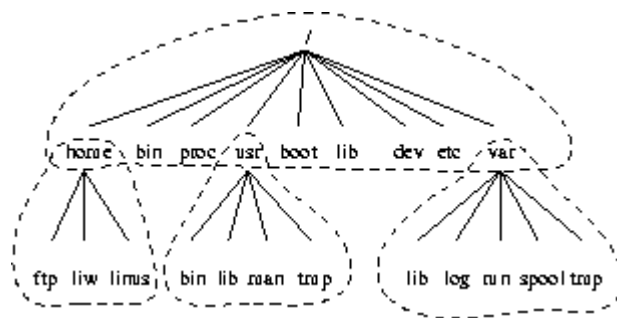 /
home bin proc usr boot lib dev etc var
ftp liw linus bin lib man tmp lib log run spool tmp